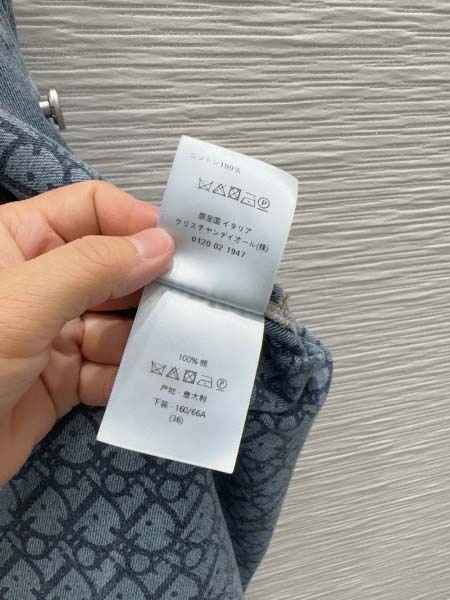 コットン100%
P
原産国 イタリア
クリスチャンディオール(株)
0120 02 1947
100% 棉
P
产地 · 意大利
下装 · 160/66A
(36)